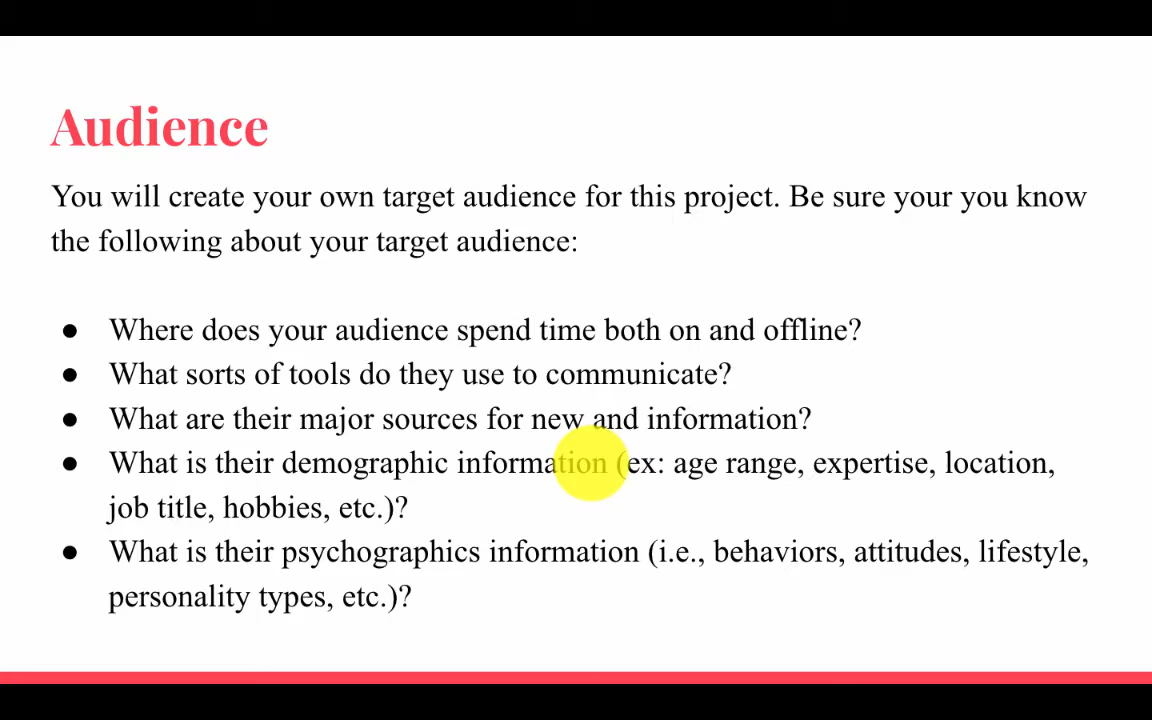 Audience
You will create your own target audience for this project. Be sure your you know
the following about your target audience:
● Where does your audience spend time both on and offline?
● What sorts of tools do they use to communicate?
● What are their major sources for new and information?
● What is their demographic information (ex: age range, expertise, location,
job title, hobbies, etc.)?
● What is their psychographics information (i.e., behaviors, attitudes, lifestyle,
personality types, etc.)?